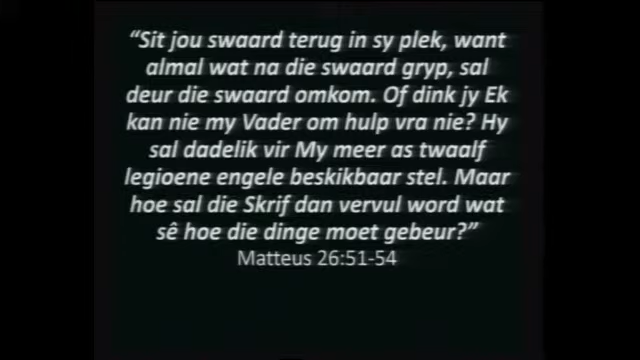 “Sit jou swaard terug in sy plek, want
almal wat na die swaard gryp, sal
deur die swaard omkom. Of dink jy Ek
kan nie my Vader om hulp vra nie? Hy
sal dadelik vir My meer as twaalf
legioene engele beskikbaar stel. Maar
hoe sal die Skrif dan vervul word wat
sê hoe die dinge moet gebeur?”
Matteus 26:51-54